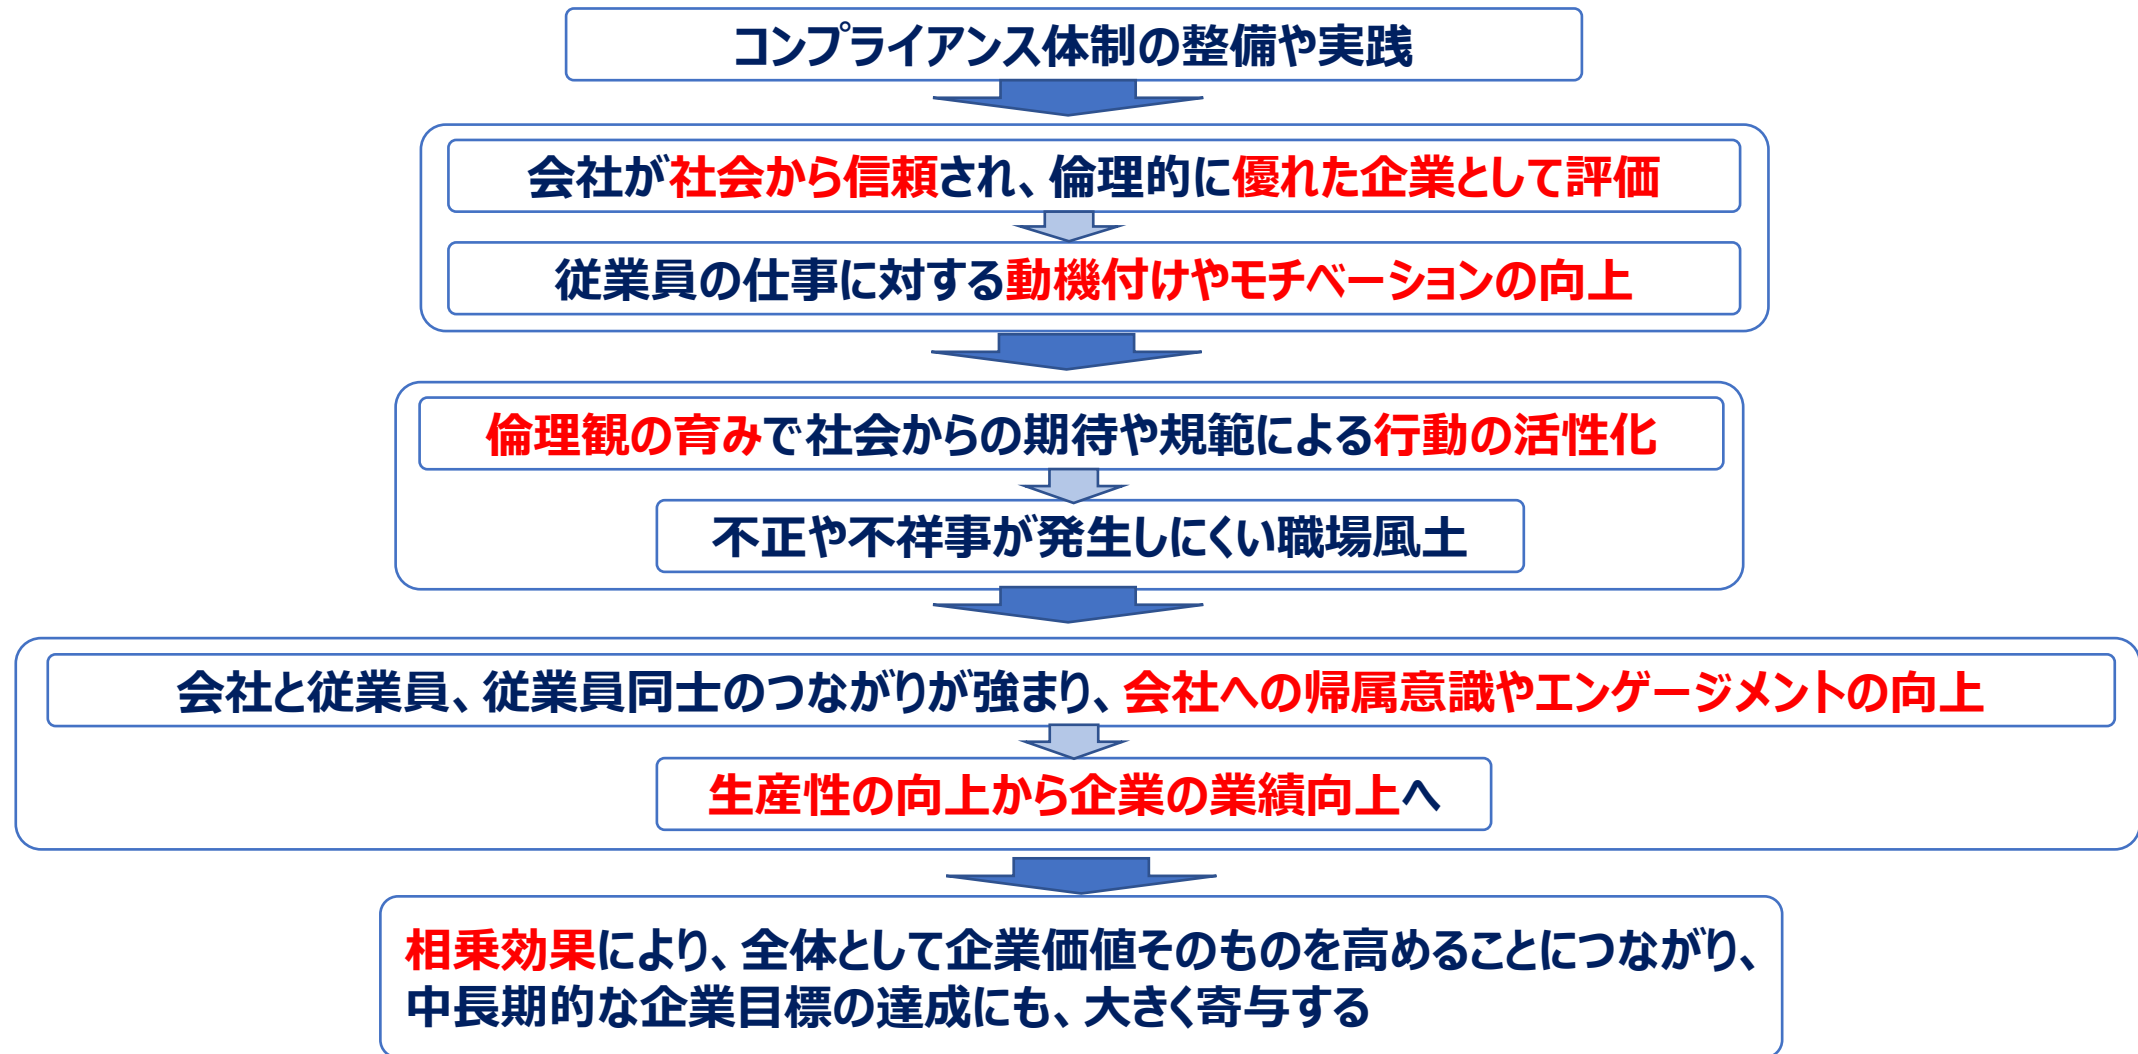 コンプライアンス体制の整備や実践
会社が社会から信頼され、倫理的に優れた企業として評価
従業員の仕事に対する動機付けやモチベーションの向上
倫理観の育みで社会からの期待や規範による行動の活性化
不正や不祥事が発生しにくい職場風土
会社と従業員、従業員同士のつながりが強まり、会社への帰属意識やエンゲージメントの向上
生産性の向上から企業の業績向上へ
相乗効果により、全体として企業価値そのものを高めることにつながり、
中長期的な企業目標の達成にも、大きく寄与する